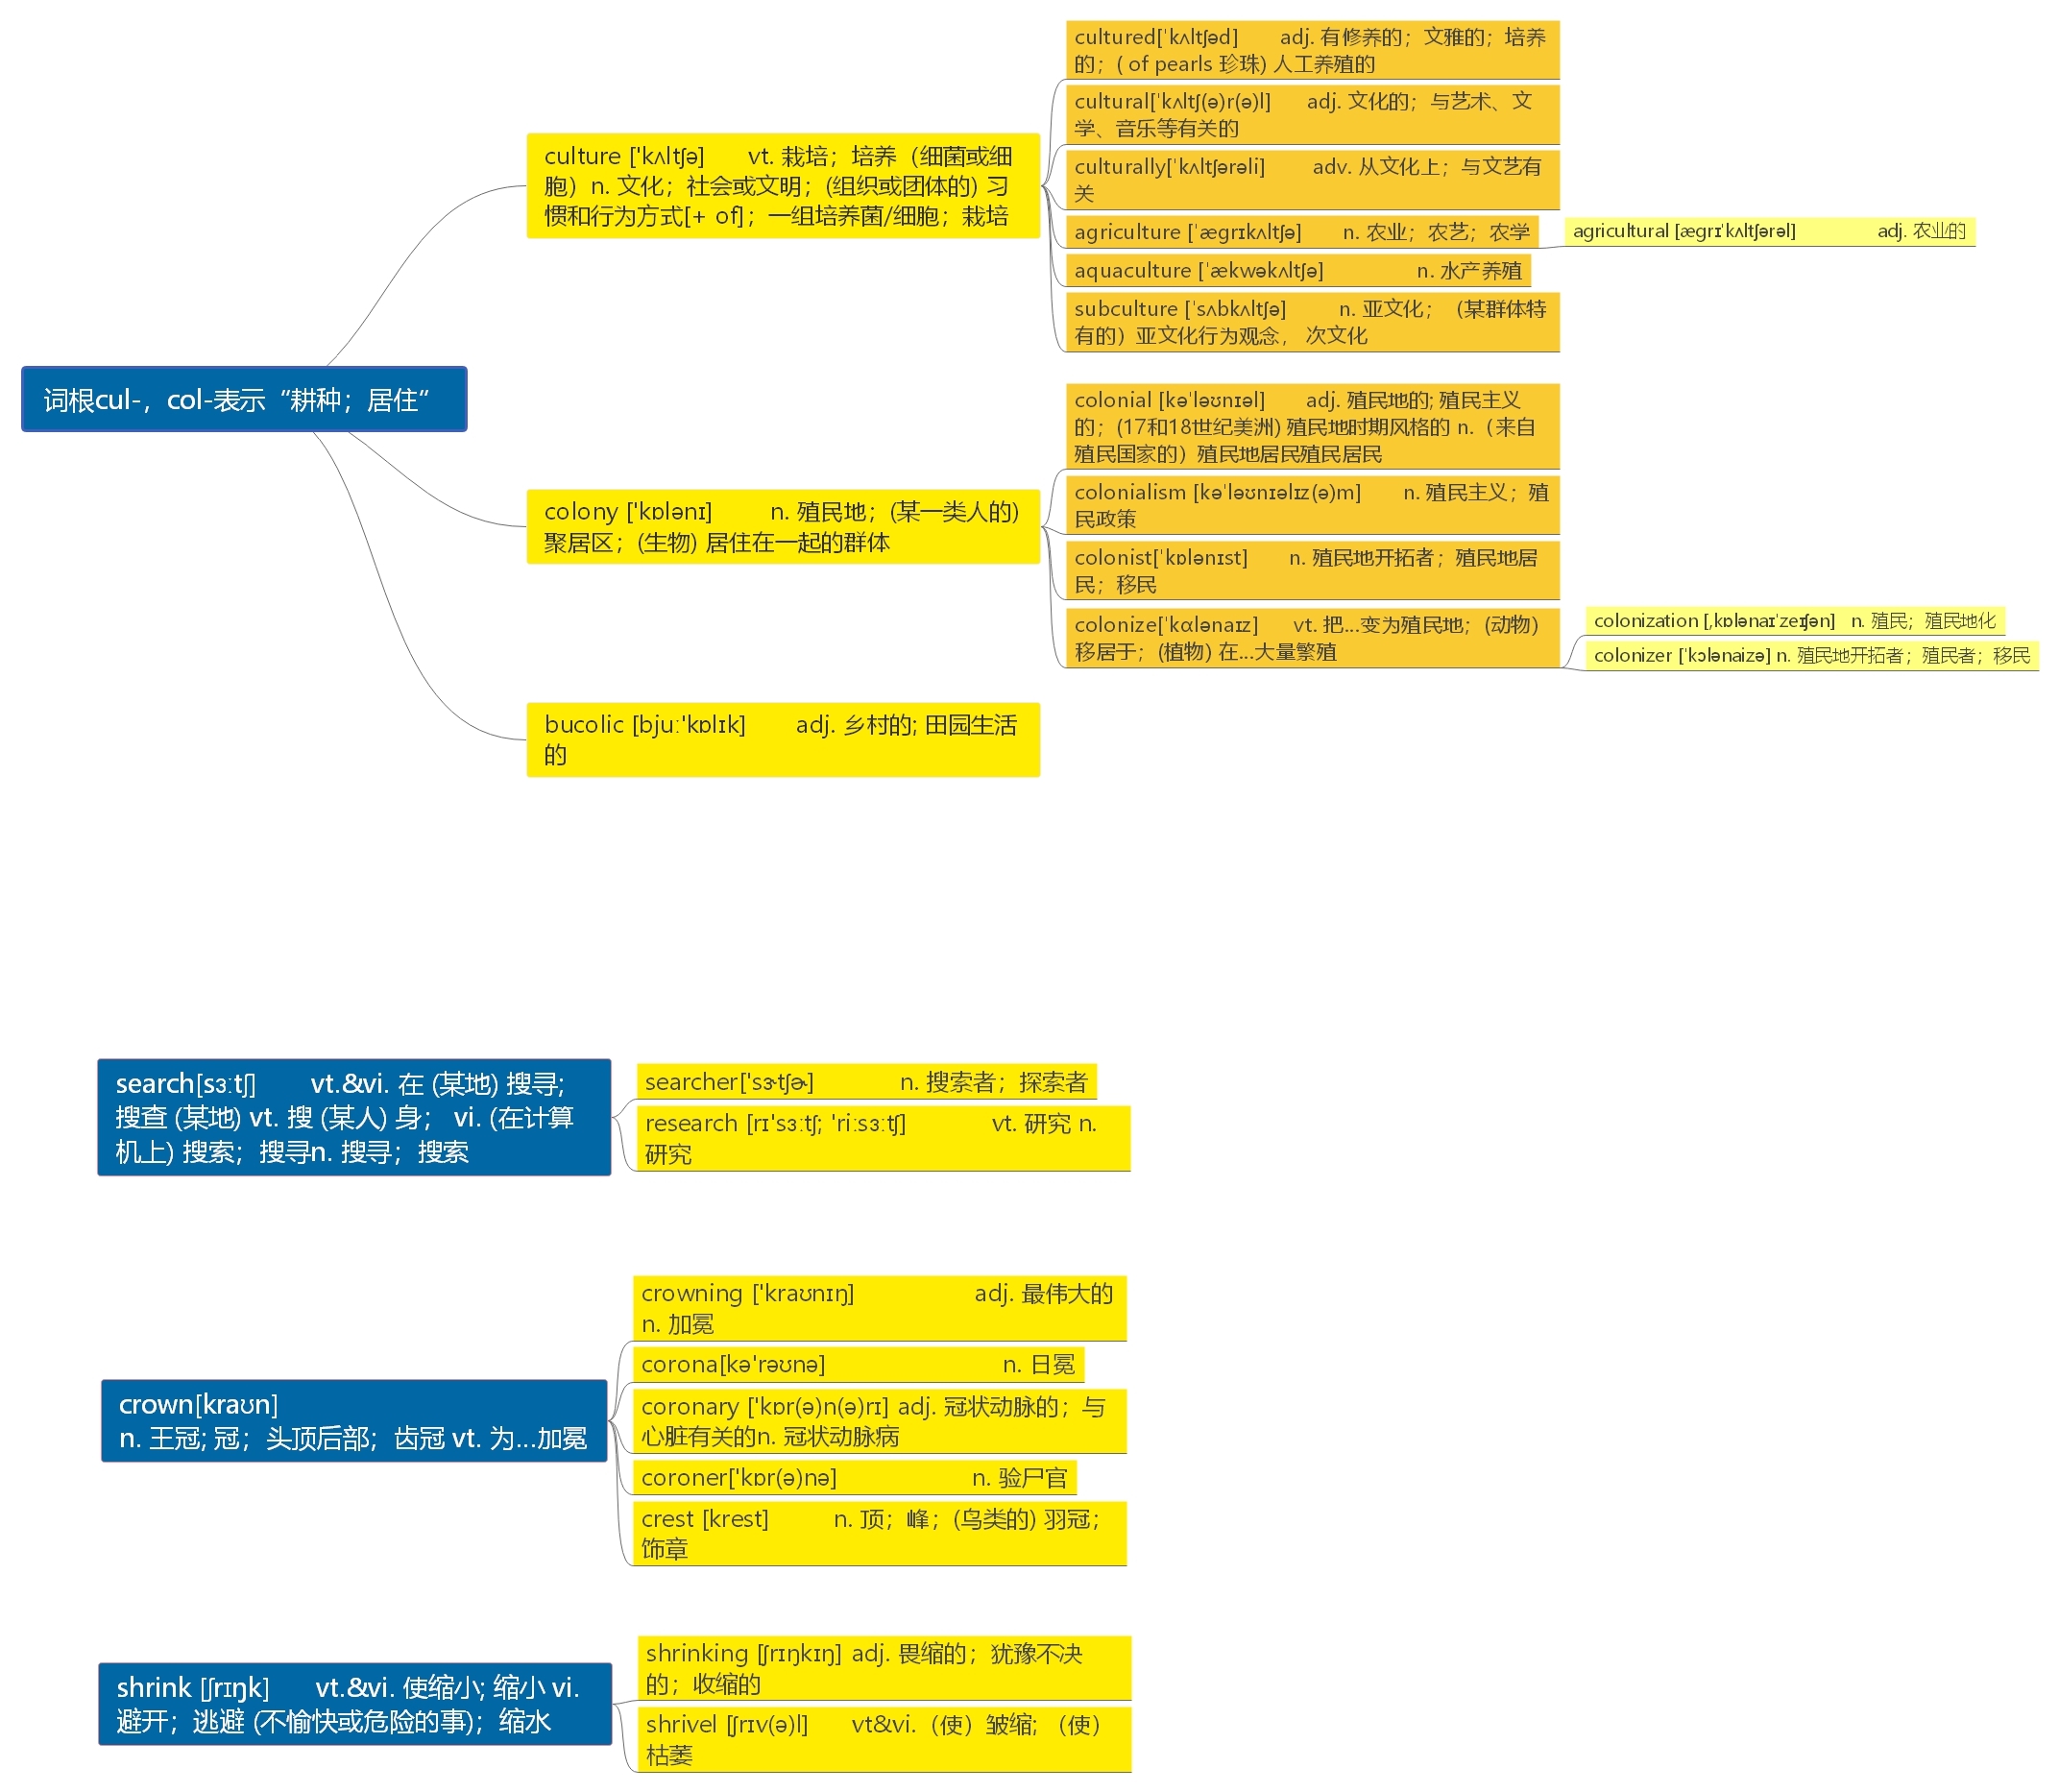 词根cul-，col-表示“耕种；居住”
culture ['kʌltʃə] vt. 栽培；培养（细菌或细
胞）n. 文化；社会或文明；(组织或团体的) 习
惯和行为方式[+ of]；一组培养菌/细胞；栽培
cultured['kʌltʃəd] adj. 有修养的；文雅的；培养
的；( of pearls 珍珠) 人工养殖的
cultural['kʌltʃ(ə)r(ə)l] adj. 文化的；与艺术、文
学、音乐等有关的
culturally['kʌltʃərəli] adv. 从文化上；与文艺有
关
agriculture ['ægrɪkʌltʃə] n. 农业；农艺；农学
agricultural [ægrɪ'kʌltʃərəl] adj. 农业的
aquaculture ['ækwəkʌltʃə] n. 水产养殖
subculture ['sʌbkʌltʃə] n. 亚文化；（某群体特
有的）亚文化行为观念， 次文化
colony ['kɒlənɪ] n. 殖民地；(某一类人的)
聚居区；(生物) 居住在一起的群体
colonial [kə'ləʊnɪəl] adj. 殖民地的; 殖民主义
的；(17和18世纪美洲) 殖民地时期风格的 n.（来自
殖民国家的）殖民地居民殖民居民
colonialism [kə'ləʊnɪəlɪz(ə)m] n. 殖民主义；殖
民政策
colonist['kɒlənɪst] n. 殖民地开拓者；殖民地居
民；移民
colonize['kɑlənaɪz] vt. 把...变为殖民地；(动物)
移居于；(植物) 在...大量繁殖
colonization [ˌkɒlənaɪ'zeɪʃən] n. 殖民；殖民地化
colonizer ['kɔlənaizə] n. 殖民地开拓者；殖民者；移民
bucolic [bjuː'kɒlɪk] adj. 乡村的; 田园生活
的
search[sɜːtʃ] vt.&vi. 在 (某地) 搜寻;
搜查 (某地) vt. 搜 (某人) 身； vi. (在计算
机上) 搜索；搜寻n. 搜寻；搜索
searcher['sɝtʃɚ] n. 搜索者；探索者
research [rɪ'sɜːtʃ; 'riːsɜːtʃ] vt. 研究 n.
研究
crown[kraʊn]
n. 王冠; 冠；头顶后部；齿冠 vt. 为...加冕
crowning ['kraʊnɪŋ] adj. 最伟大的
n. 加冕
corona[kə'rəʊnə] n. 日冕
coronary ['kɒr(ə)n(ə)rɪ] adj. 冠状动脉的；与
心脏有关的n. 冠状动脉病
coroner['kɒr(ə)nə] n. 验尸官
crest [krest] n. 顶；峰；(鸟类的) 羽冠；
饰章
shrink [ʃrɪŋk] vt.&vi. 使缩小; 缩小 vi.
避开；逃避 (不愉快或危险的事)；缩水
shrinking [ʃrɪŋkɪŋ] adj. 畏缩的；犹豫不决
的；收缩的
shrivel [ʃrɪv(ə)l] vt&vi.（使）皱缩; （使）
枯萎